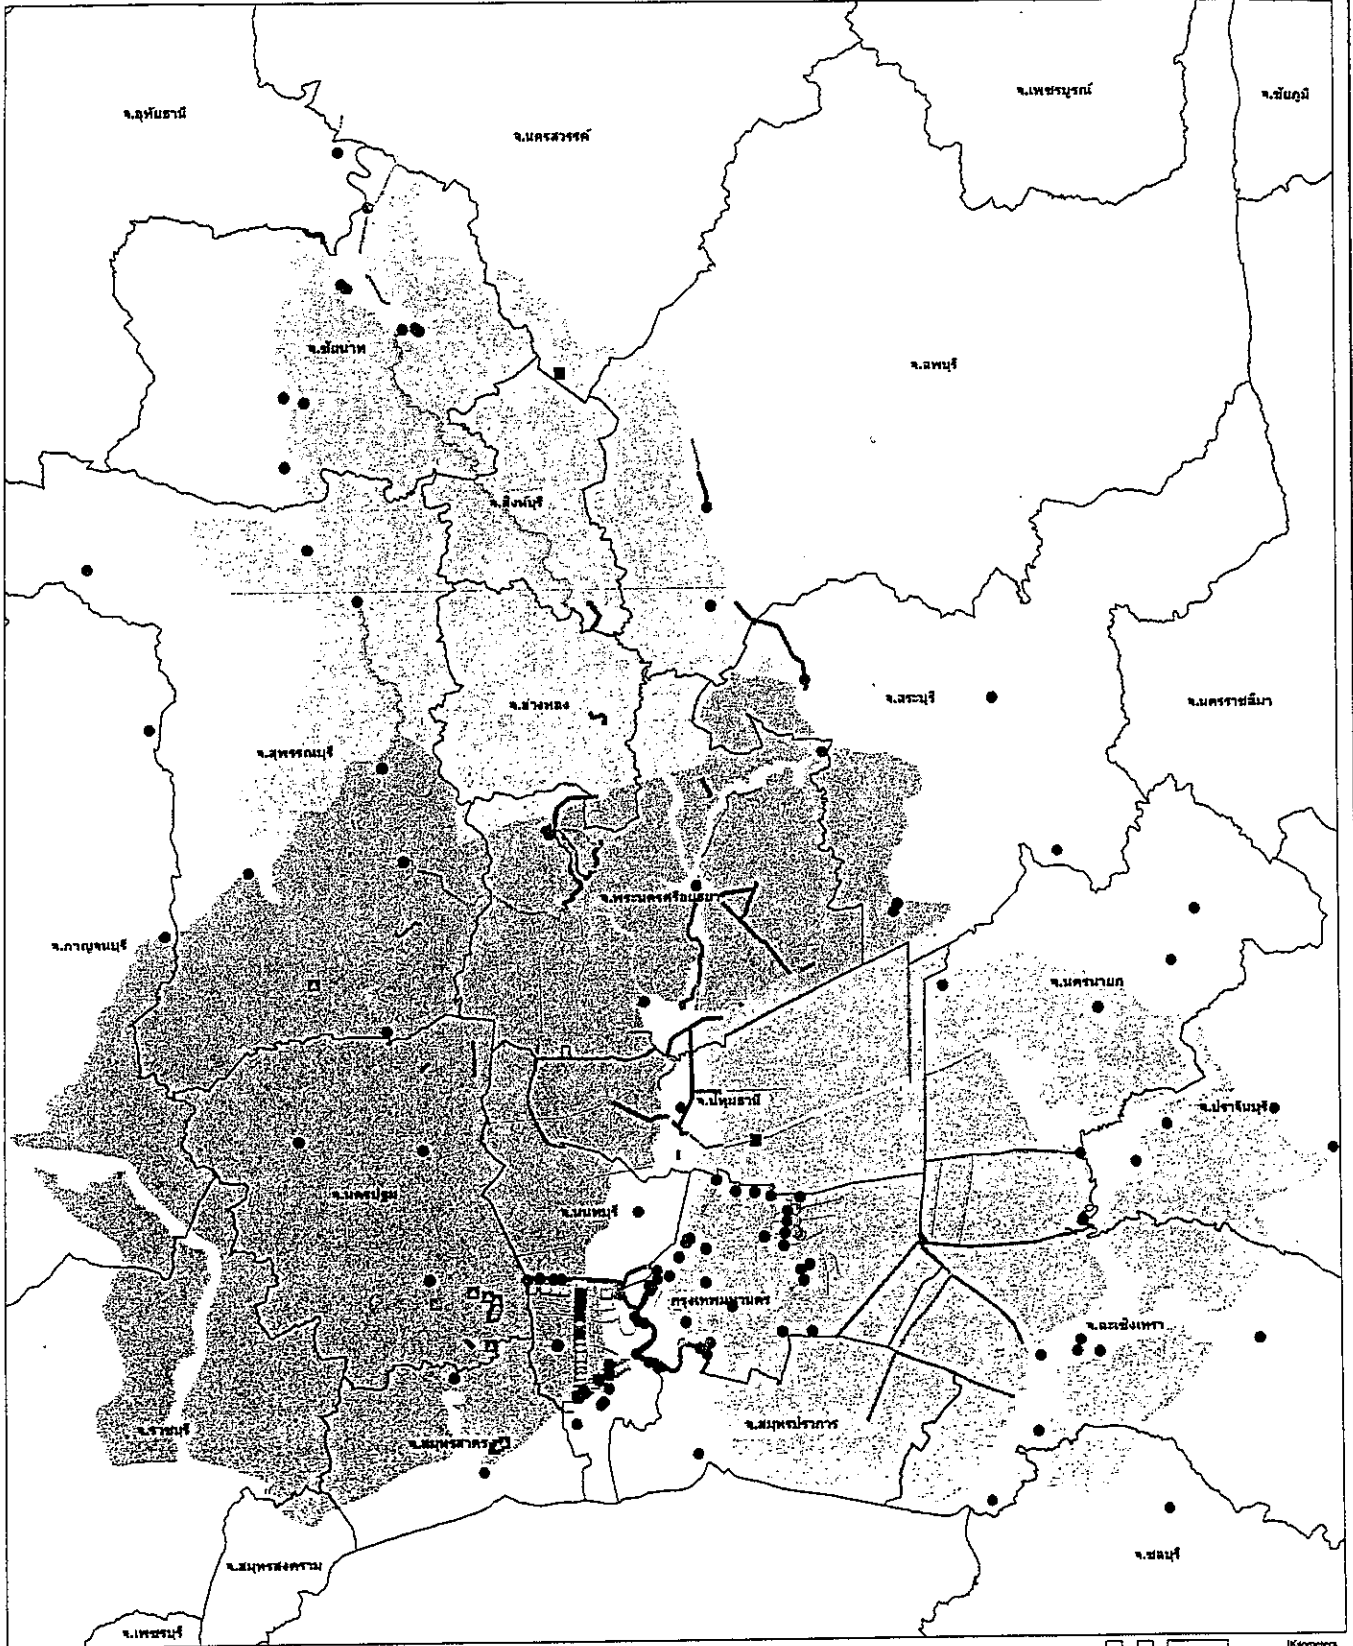 จ.เพชรบูรณ์
จ.ชัยภูมิ
จ.อุทัยธานี
จ.นครสวรรค์
จ.ชัยนาท
จ.ลพบุรี
จ.สิงห์บุรี
จ.สระบุรี
จ.นครราชสีมา
จ.อ่างทอง
จ.สุพรรณบุรี
จ.พระนครศรีอยุธยา
จ.กาญจนบุรี
จ.นครนายก
จ.ปทุมธานี
จ.ปราจีนบุรี
จ.นครปฐม
จ.นนทบุรี
กรุงเทพมหานคร
จ.ฉะเชิงเทรา
จ.ราชบุรี
จ.สมุทรสาคร
จ.สมุทรปราการ
จ.สมุทรสงคราม
จ.ชลบุรี
จ.เพชรบุรี
Kilometers